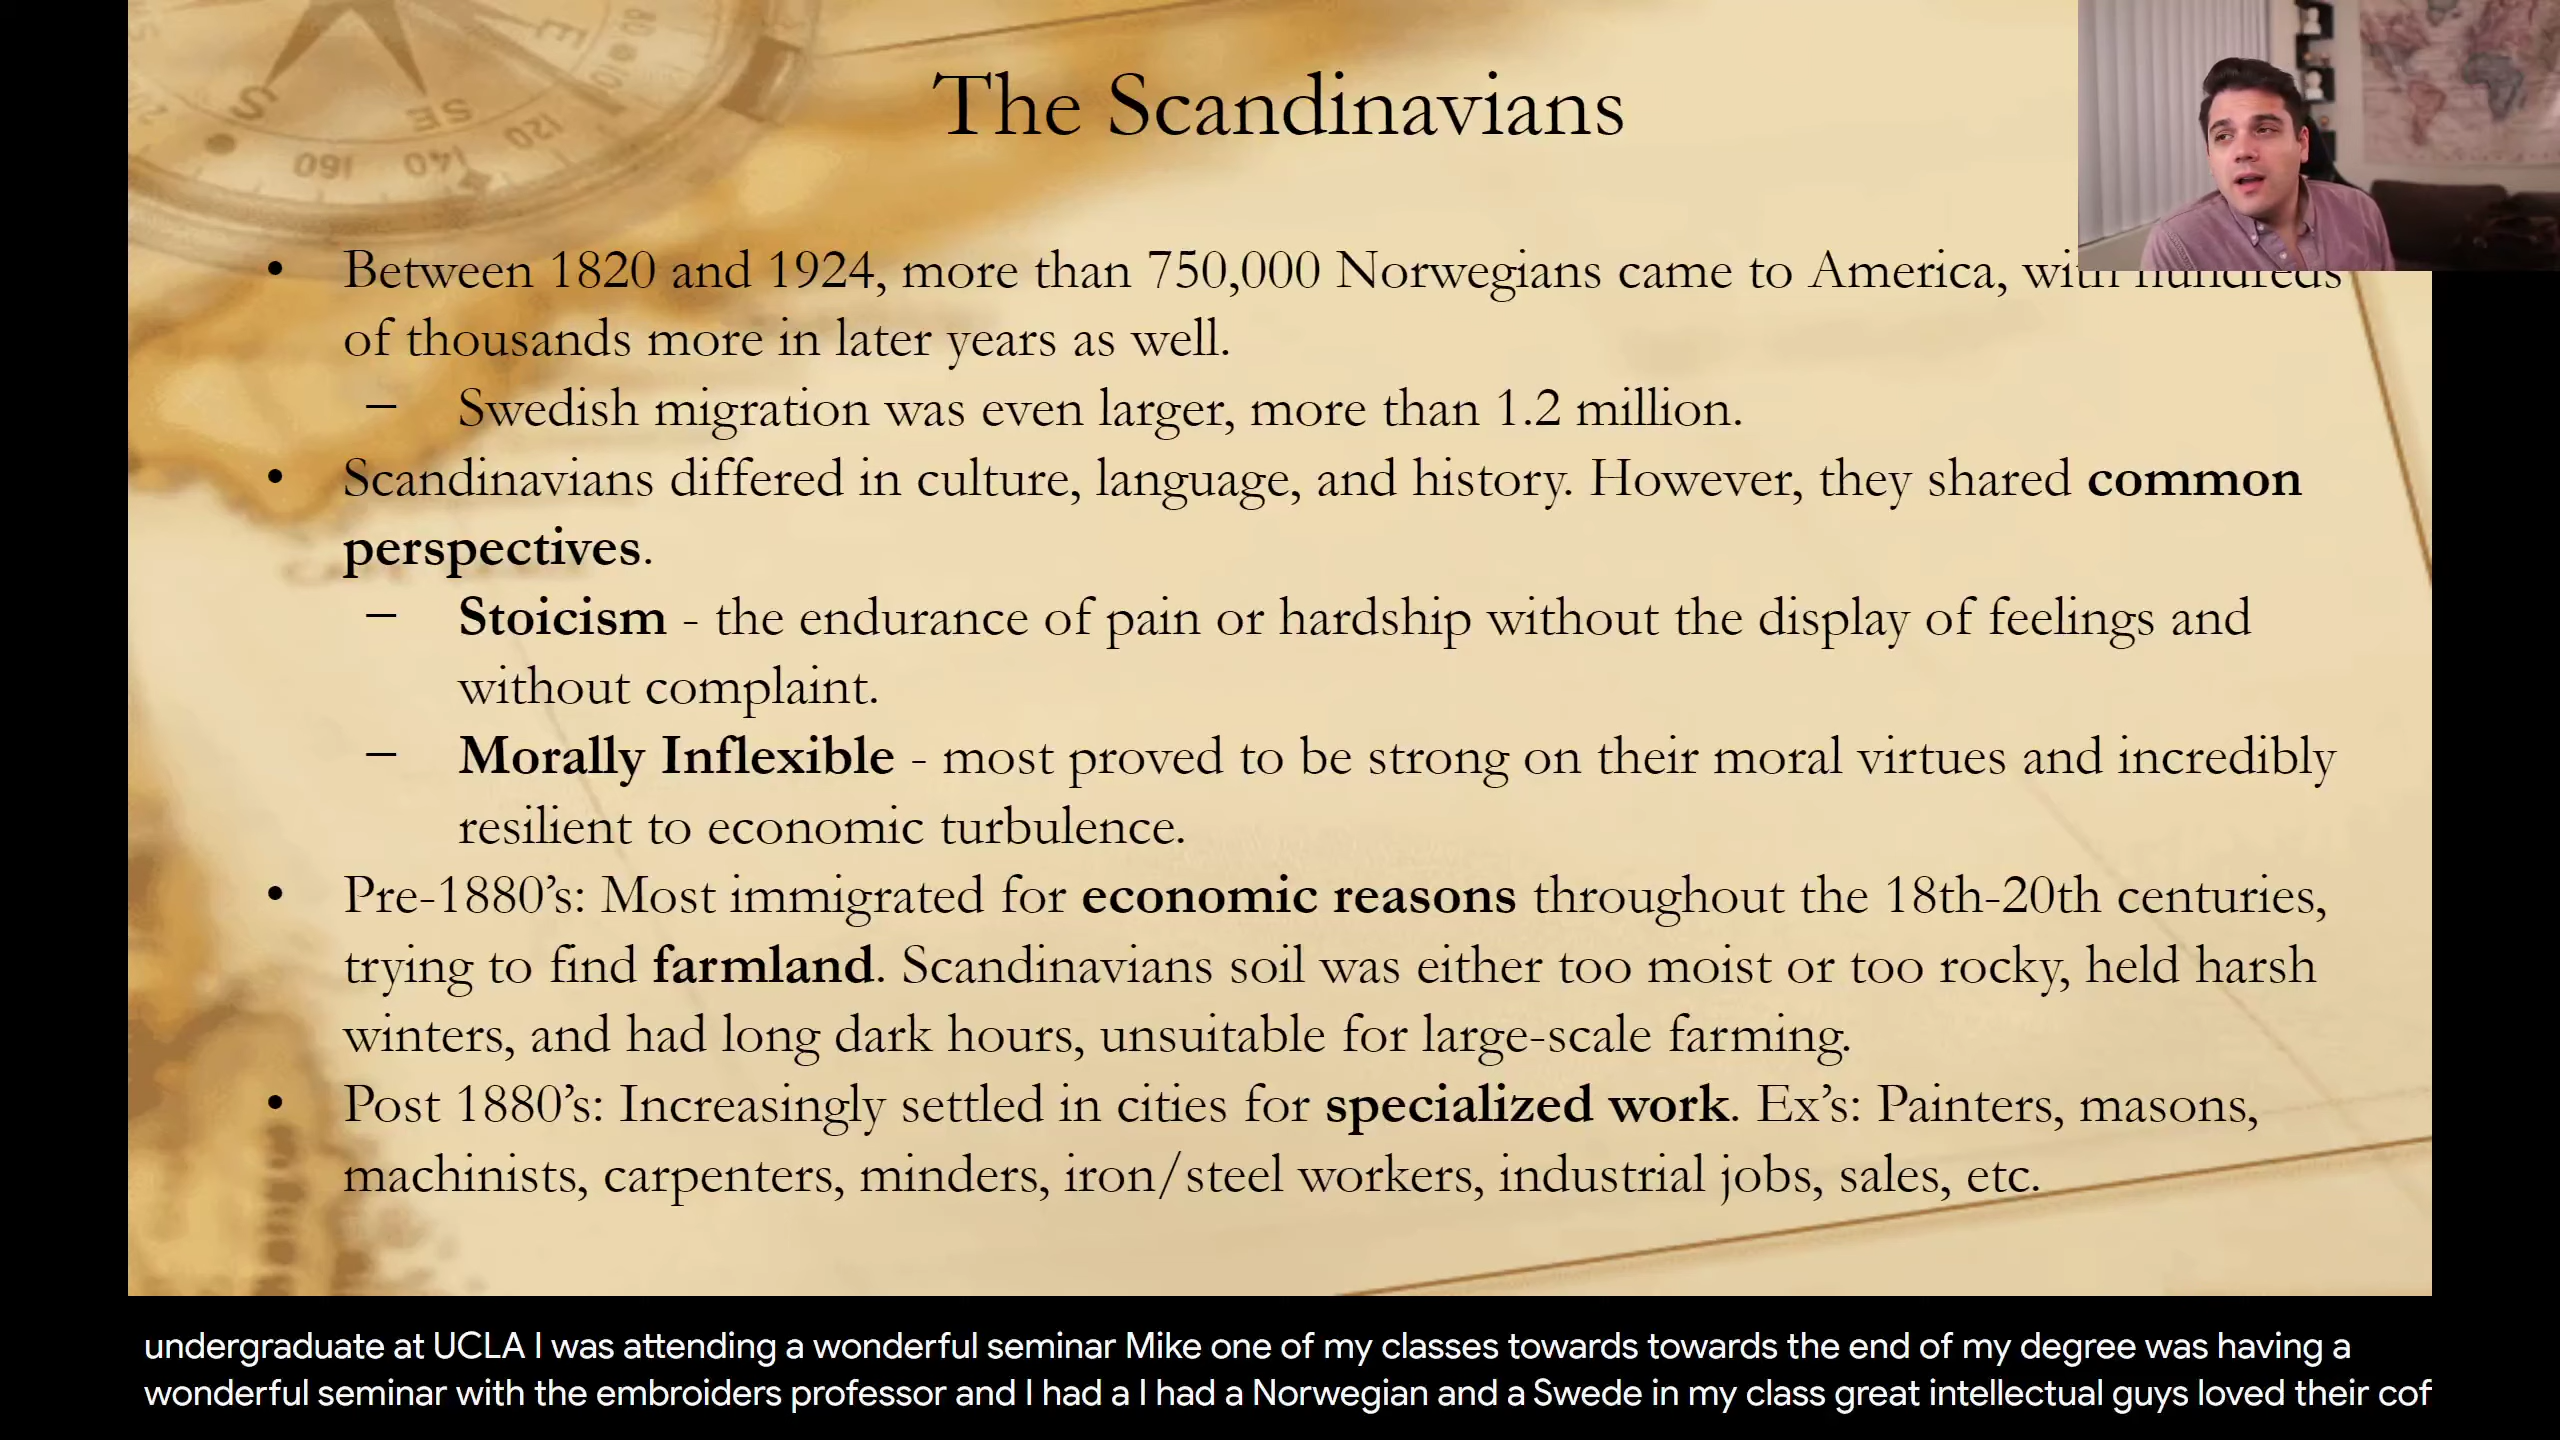 The Scandinavians
S
SE
E
160
140
120
• Between 1820 and 1924, more than 750,000 Norwegians came to America, with hundreds
of thousands more in later years as well.
– Swedish migration was even larger, more than 1.2 million.
• Scandinavians differed in culture, language, and history. However, they shared common
perspectives.
– Stoicism - the endurance of pain or hardship without the display of feelings and
without complaint.
– Morally Inflexible - most proved to be strong on their moral virtues and incredibly
resilient to economic turbulence.
• Pre-1880’s: Most immigrated for economic reasons throughout the 18th-20th centuries,
trying to find farmland. Scandinavians soil was either too moist or too rocky, held harsh
winters, and had long dark hours, unsuitable for large-scale farming.
• Post 1880’s: Increasingly settled in cities for specialized work. Ex’s: Painters, masons,
machinists, carpenters, minders, iron/steel workers, industrial jobs, sales, etc.
undergraduate at UCLA I was attending a wonderful seminar Mike one of my classes towards towards the end of my degree was having a
wonderful seminar with the embroiders professor and I had a I had a Norwegian and a Swede in my class great intellectual guys loved their cof